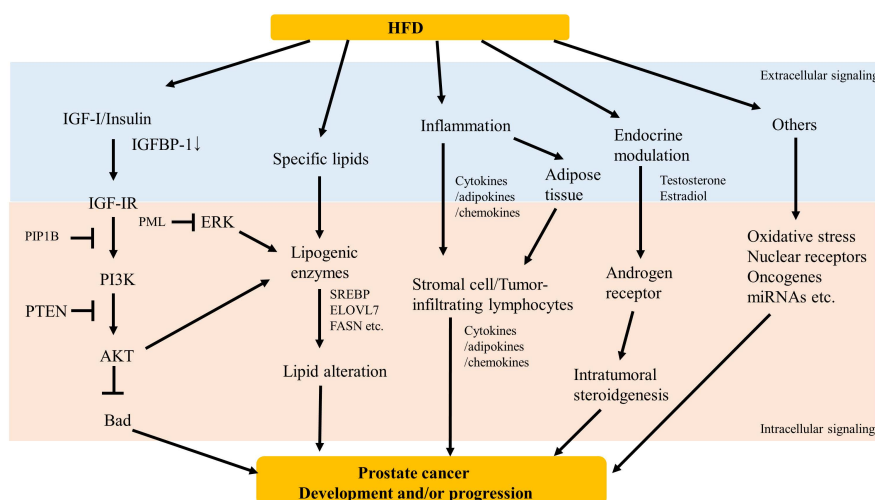 HFD
Extracellular signaling
IGF-I/Insulin
IGFBP-1↓
IGF-IR
Specific lipids
Inflammation
Cytokines
/adipokines
/chemokines
Adipose
tissue
Endocrine
modulation
Testosterone
Estradiol
Others
PIP1B
PML
ERK
PI3K
PTEN
AKT
Bad
Lipogenic
enzymes
SREBP
ELOVL7
FASN etc.
Lipid alteration
Stromal cell/Tumor-
infiltrating lymphocytes
Cytokines
/adipokines
/chemokines
Androgen
receptor
Intratumoral
steroidgenesis
Oxidative stress
Nuclear receptors
Oncogenes
miRNAs etc.
Intracellular signaling
Prostate cancer
Development and/or progression